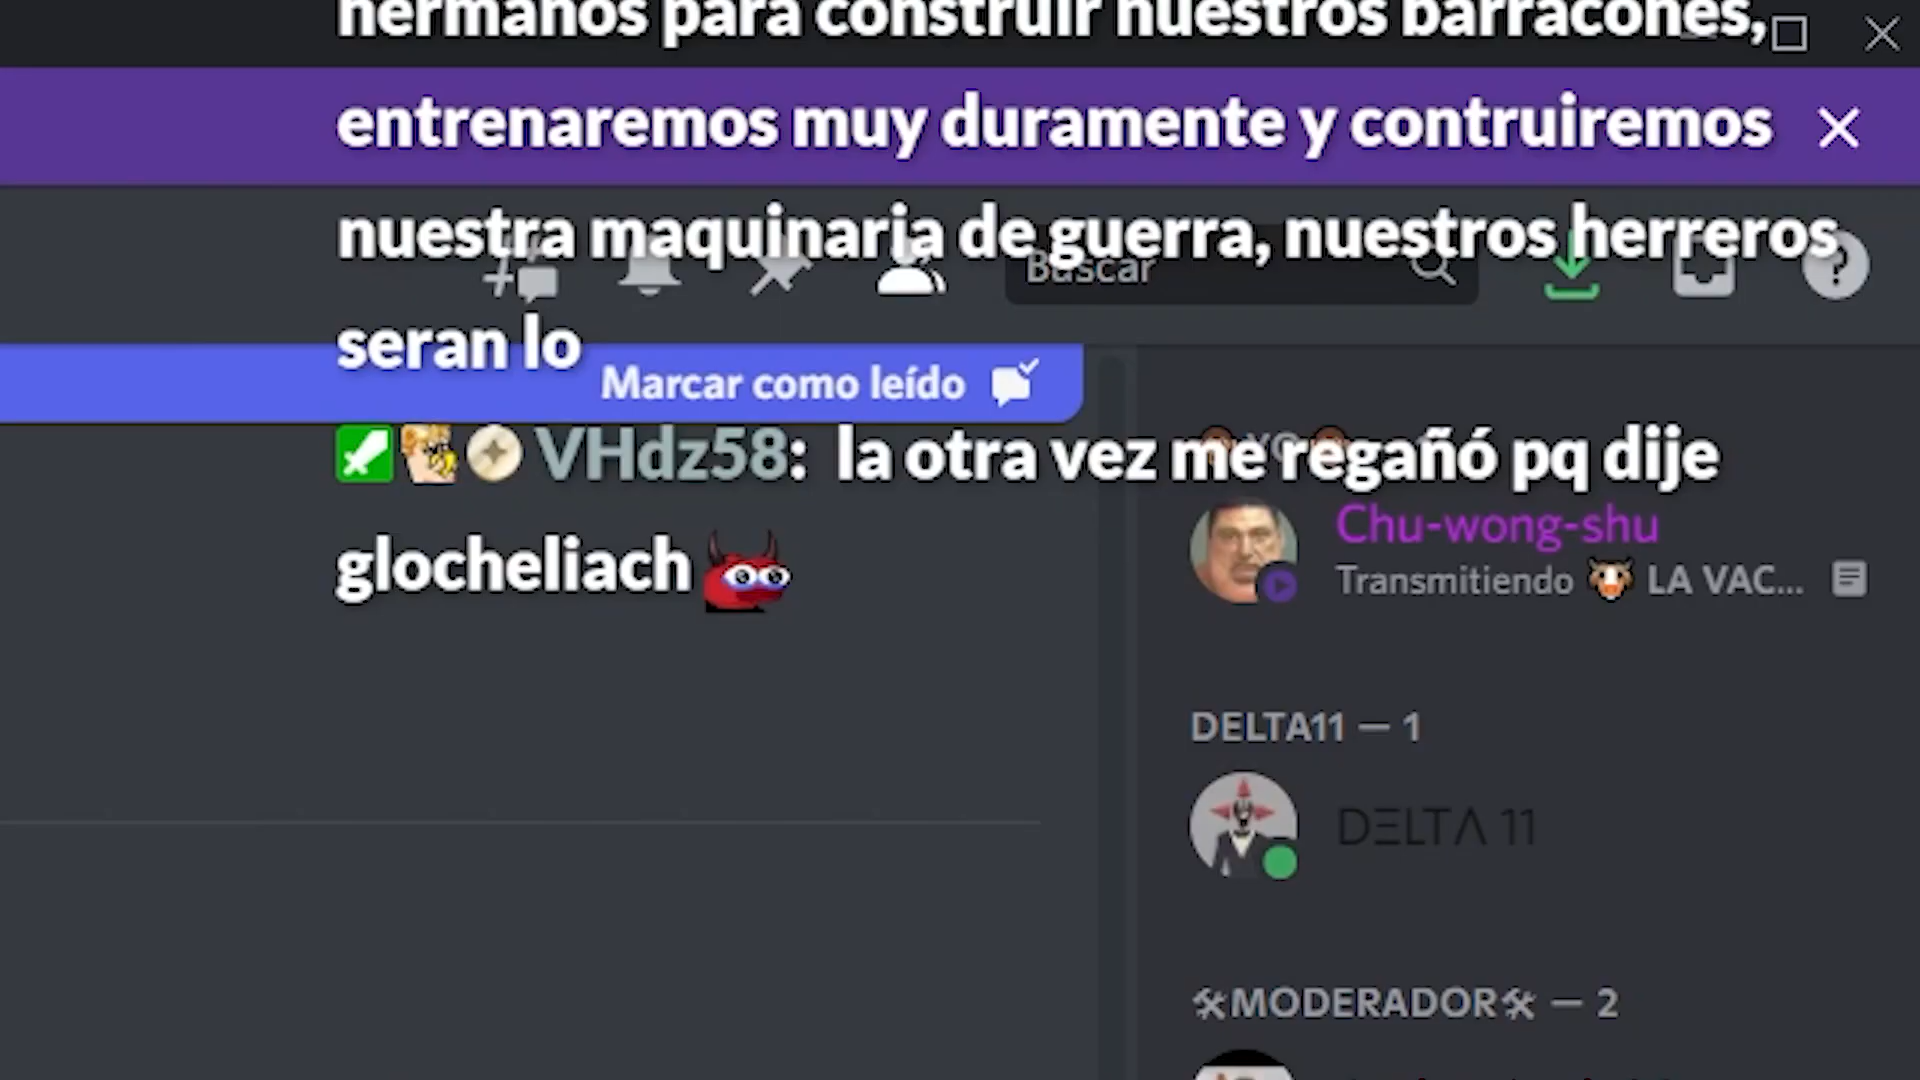 hermanos para construir nuestros barracones,
entrenaremos muy duramente y contruiremos
nuestra maquinaria de guerra, nuestros herreros
Buscar
seran lo
Marcar como leído
VHdz58: la otra vez me regañó pq dije
glocheliach
YO
Chu-wong-shu
Transmitiendo LA VAC...
DELTA11 — 1
DΞLTΛ 11
🛠MODERADOR🛠 — 2